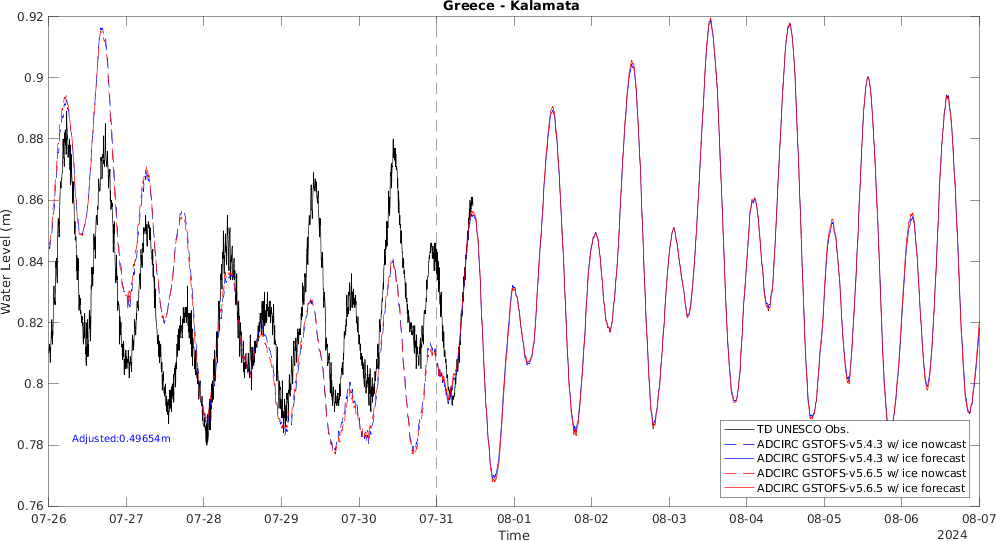 Greece - Kalamata
0.92
0.9
0.88
0.86
0.84
0.82
0.8
0.78
0.76
Water Level (m)
Adjusted:0.49654m
TD UNESCO Obs.
ADCIRC GSTOFS-v5.4.3 w/ ice nowcast
ADCIRC GSTOFS-v5.4.3 w/ ice forecast
ADCIRC GSTOFS-v5.6.5 w/ ice nowcast
ADCIRC GSTOFS-v5.6.5 w/ ice forecast
07-26 07-27 07-28 07-29 07-30 07-31 08-01 08-02 08-03 08-04 08-05 08-06 08-07
Time
2024